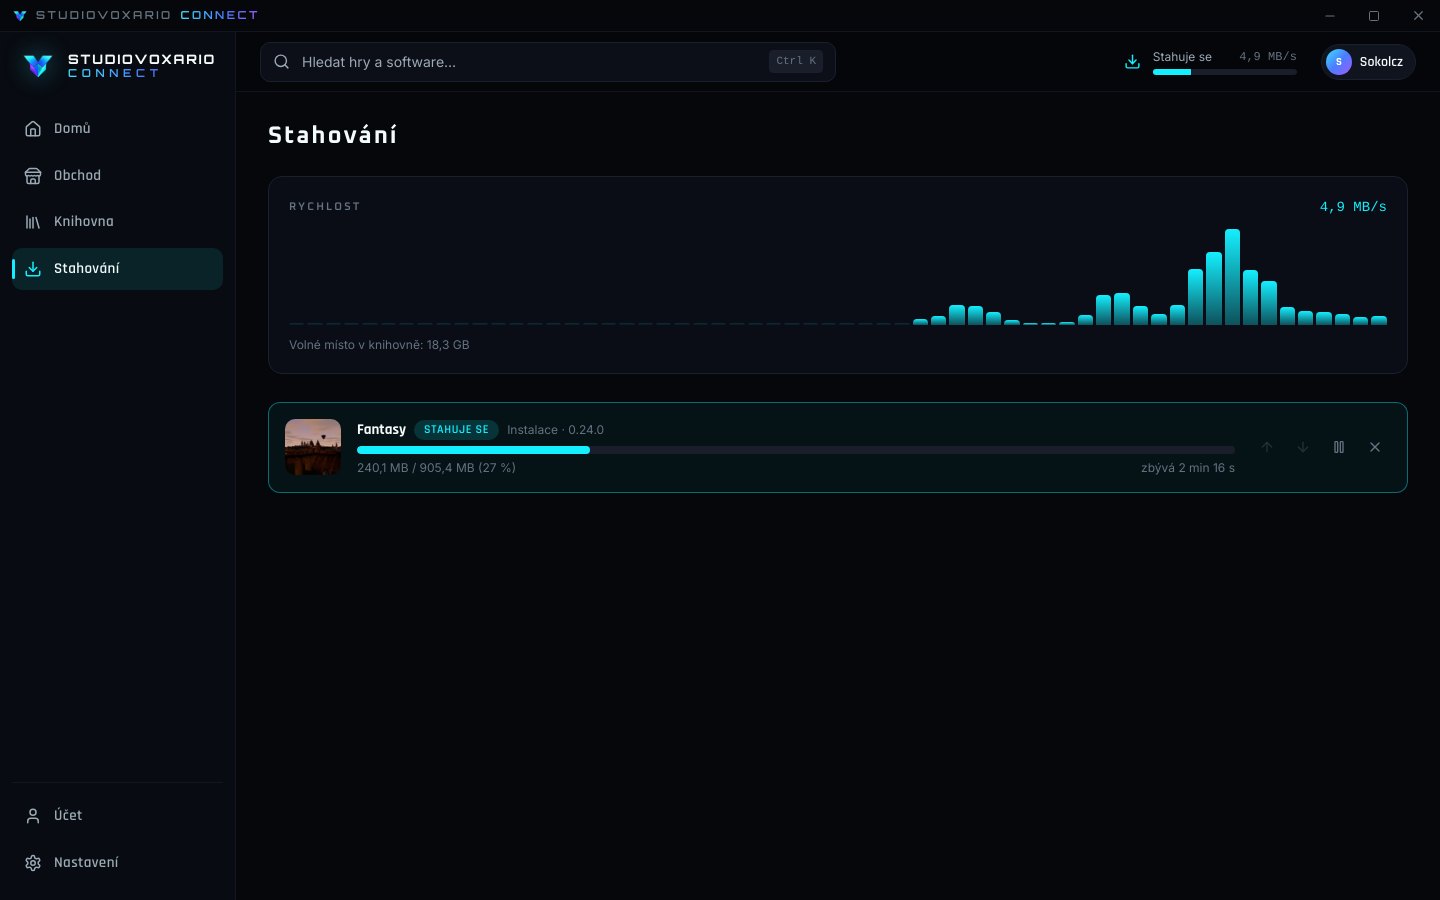 STUDIOVOXARIO CONNECT
STUDIOVOXARIO
CONNECT
Hledat hry a software...
Ctrl K
Stahuje se
4,9 MB/s
S
Sokolcz
Domů
Obchod
Knihovna
Stahování
Účet
Nastavení
Stahování
RYCHLOST
4,9 MB/s
Volné místo v knihovně: 18,3 GB
Fantasy STAHUJE SE Instalace · 0.24.0
240,1 MB / 905,4 MB (27 %)
zbývá 2 min 16 s